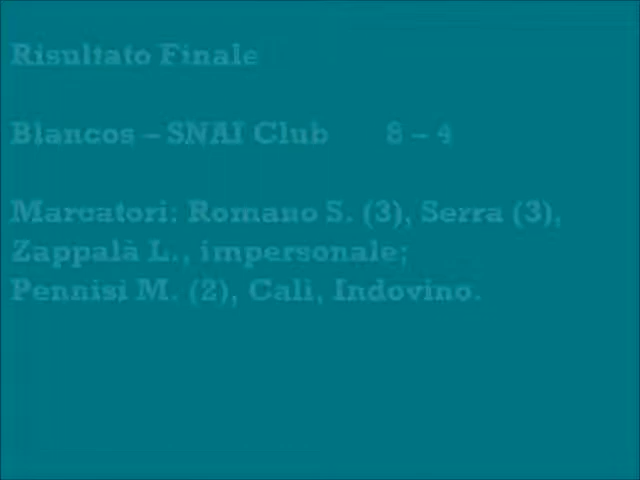 Risultato Finale
Blancos – SNAI Club 8 – 4
Marcatori: Romano S. (3), Serra (3),
Zappalà L., impersonale;
Pennisi M. (2), Calì, Indovino.